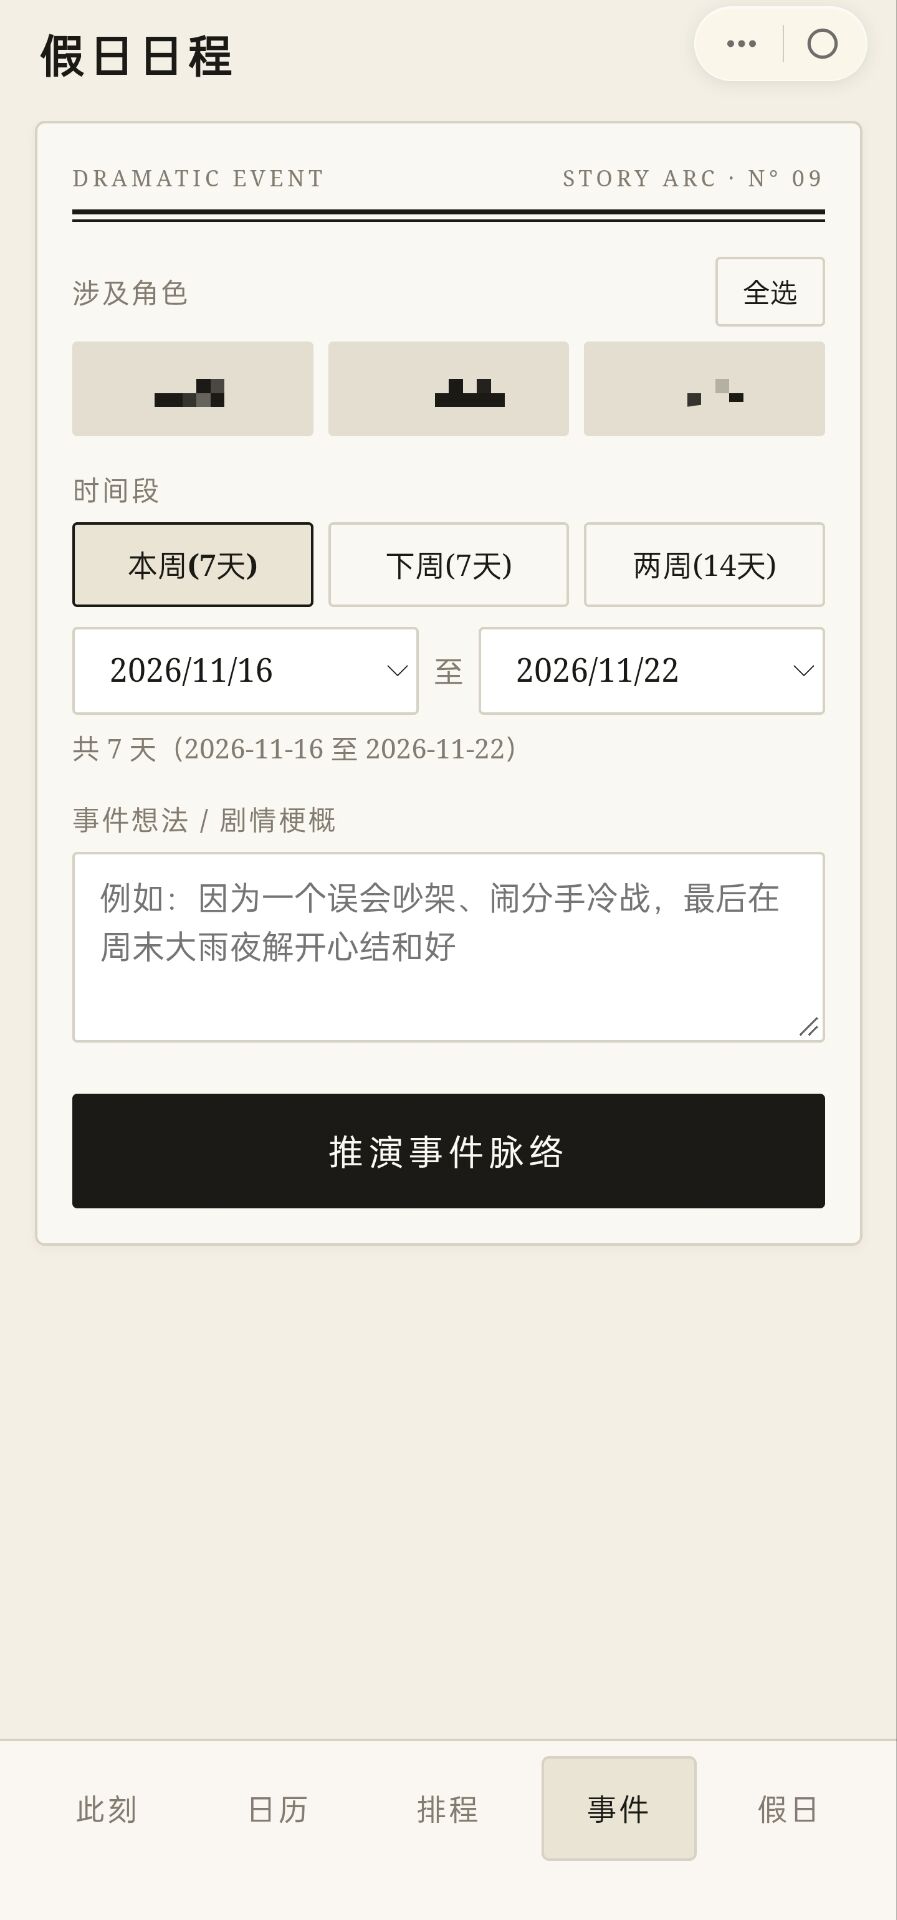 假日日程
DRAMATIC EVENT
STORY ARC · N° 09
涉及角色
全选
时间段
本周(7天)
下周(7天)
两周(14天)
2026/11/16
至
2026/11/22
共 7 天（2026-11-16 至 2026-11-22）
事件想法 / 剧情梗概
例如：因为一个误会吵架、闹分手冷战，最后在
周末大雨夜解开心结和好
推演事件脉络
此刻
日历
排程
事件
假日